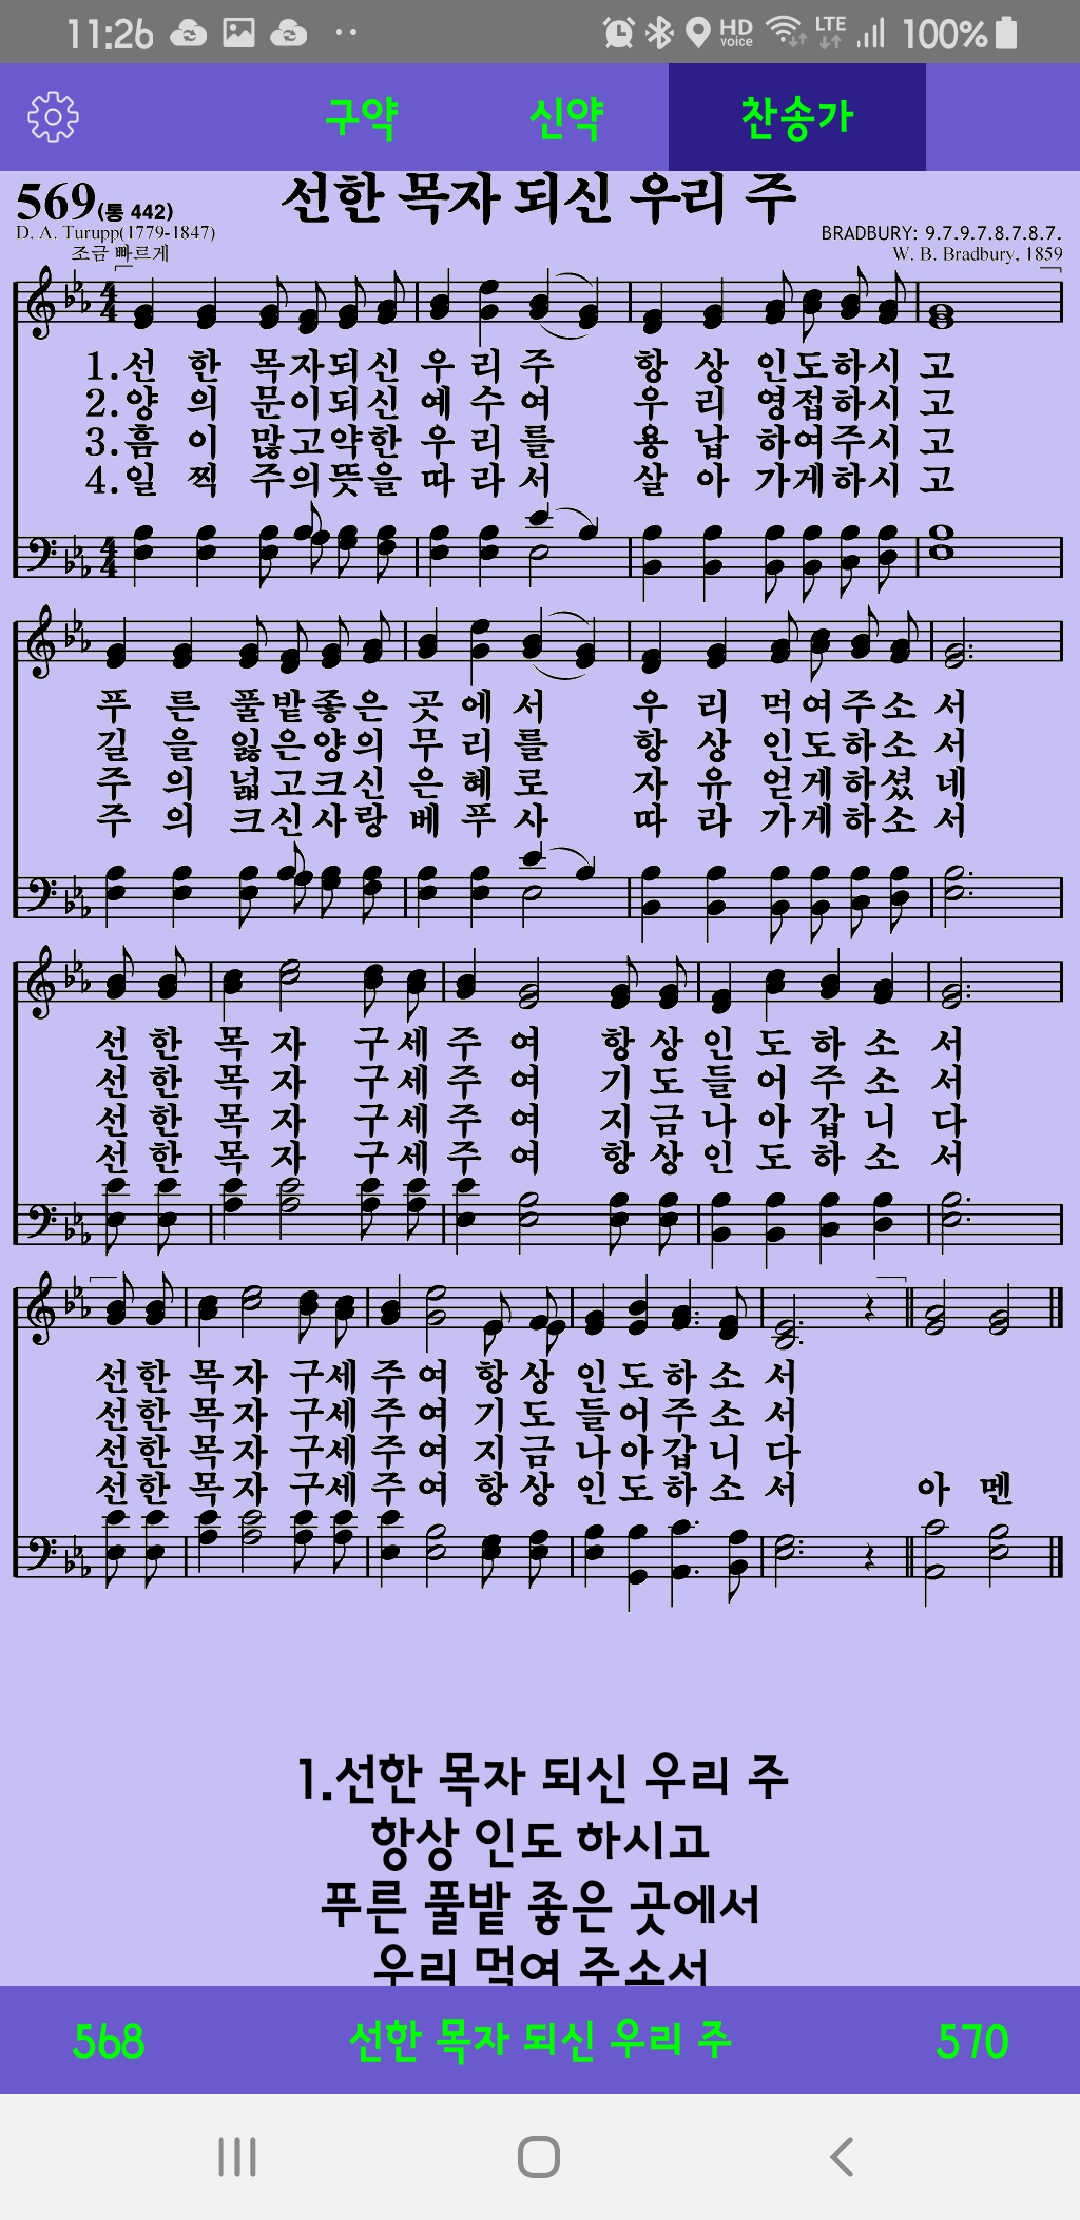 11:26 HD voice LTE 100%
구약 신약 찬송가
569(통 442) 선한 목자 되신 우리 주
D. A. Turupp(1779-1847) BRADBURY: 9.7.9.7.8.7.8.7.
조금 빠르게 W. B. Bradbury, 1859
1.선 한 목자되신 우 리 주 항 상 인도하시 고
2.양 의 문이되신 예 수 여 우 리 영접하시 고
3.흠 이 많고약한 우 리 를 용 납 하여주시 고
4.일 찍 주의뜻을 따 라 서 살 아 가게하시 고
푸 른 풀밭좋은 곳 에 서 우 리 먹여주소 서
길 을 잃은양의 무 리 를 항 상 인도하소 서
주 의 넓고크신 은 혜 로 자 유 얻게하셨 네
주 의 크신사랑 베 푸 사 따 라 가게하소 서
선 한 목 자 구세 주 여 항 상 인 도 하 소 서
선 한 목 자 구세 주 여 기 도 들 어 주 소 서
선 한 목 자 구세 주 여 지 금 나 아 갑 니 다
선 한 목 자 구세 주 여 항 상 인 도 하 소 서
선한 목자 구세 주 여 항 상 인도하 소 서
선한 목자 구세 주 여 기 도 들어주 소 서
선한 목자 구세 주 여 지 금 나아갑 니 다
선한 목자 구세 주 여 항 상 인도하 소 서 아 멘
1.선한 목자 되신 우리 주
항상 인도 하시고
푸른 풀밭 좋은 곳에서
우리 먹여 주소서
568 선한 목자 되신 우리 주 570